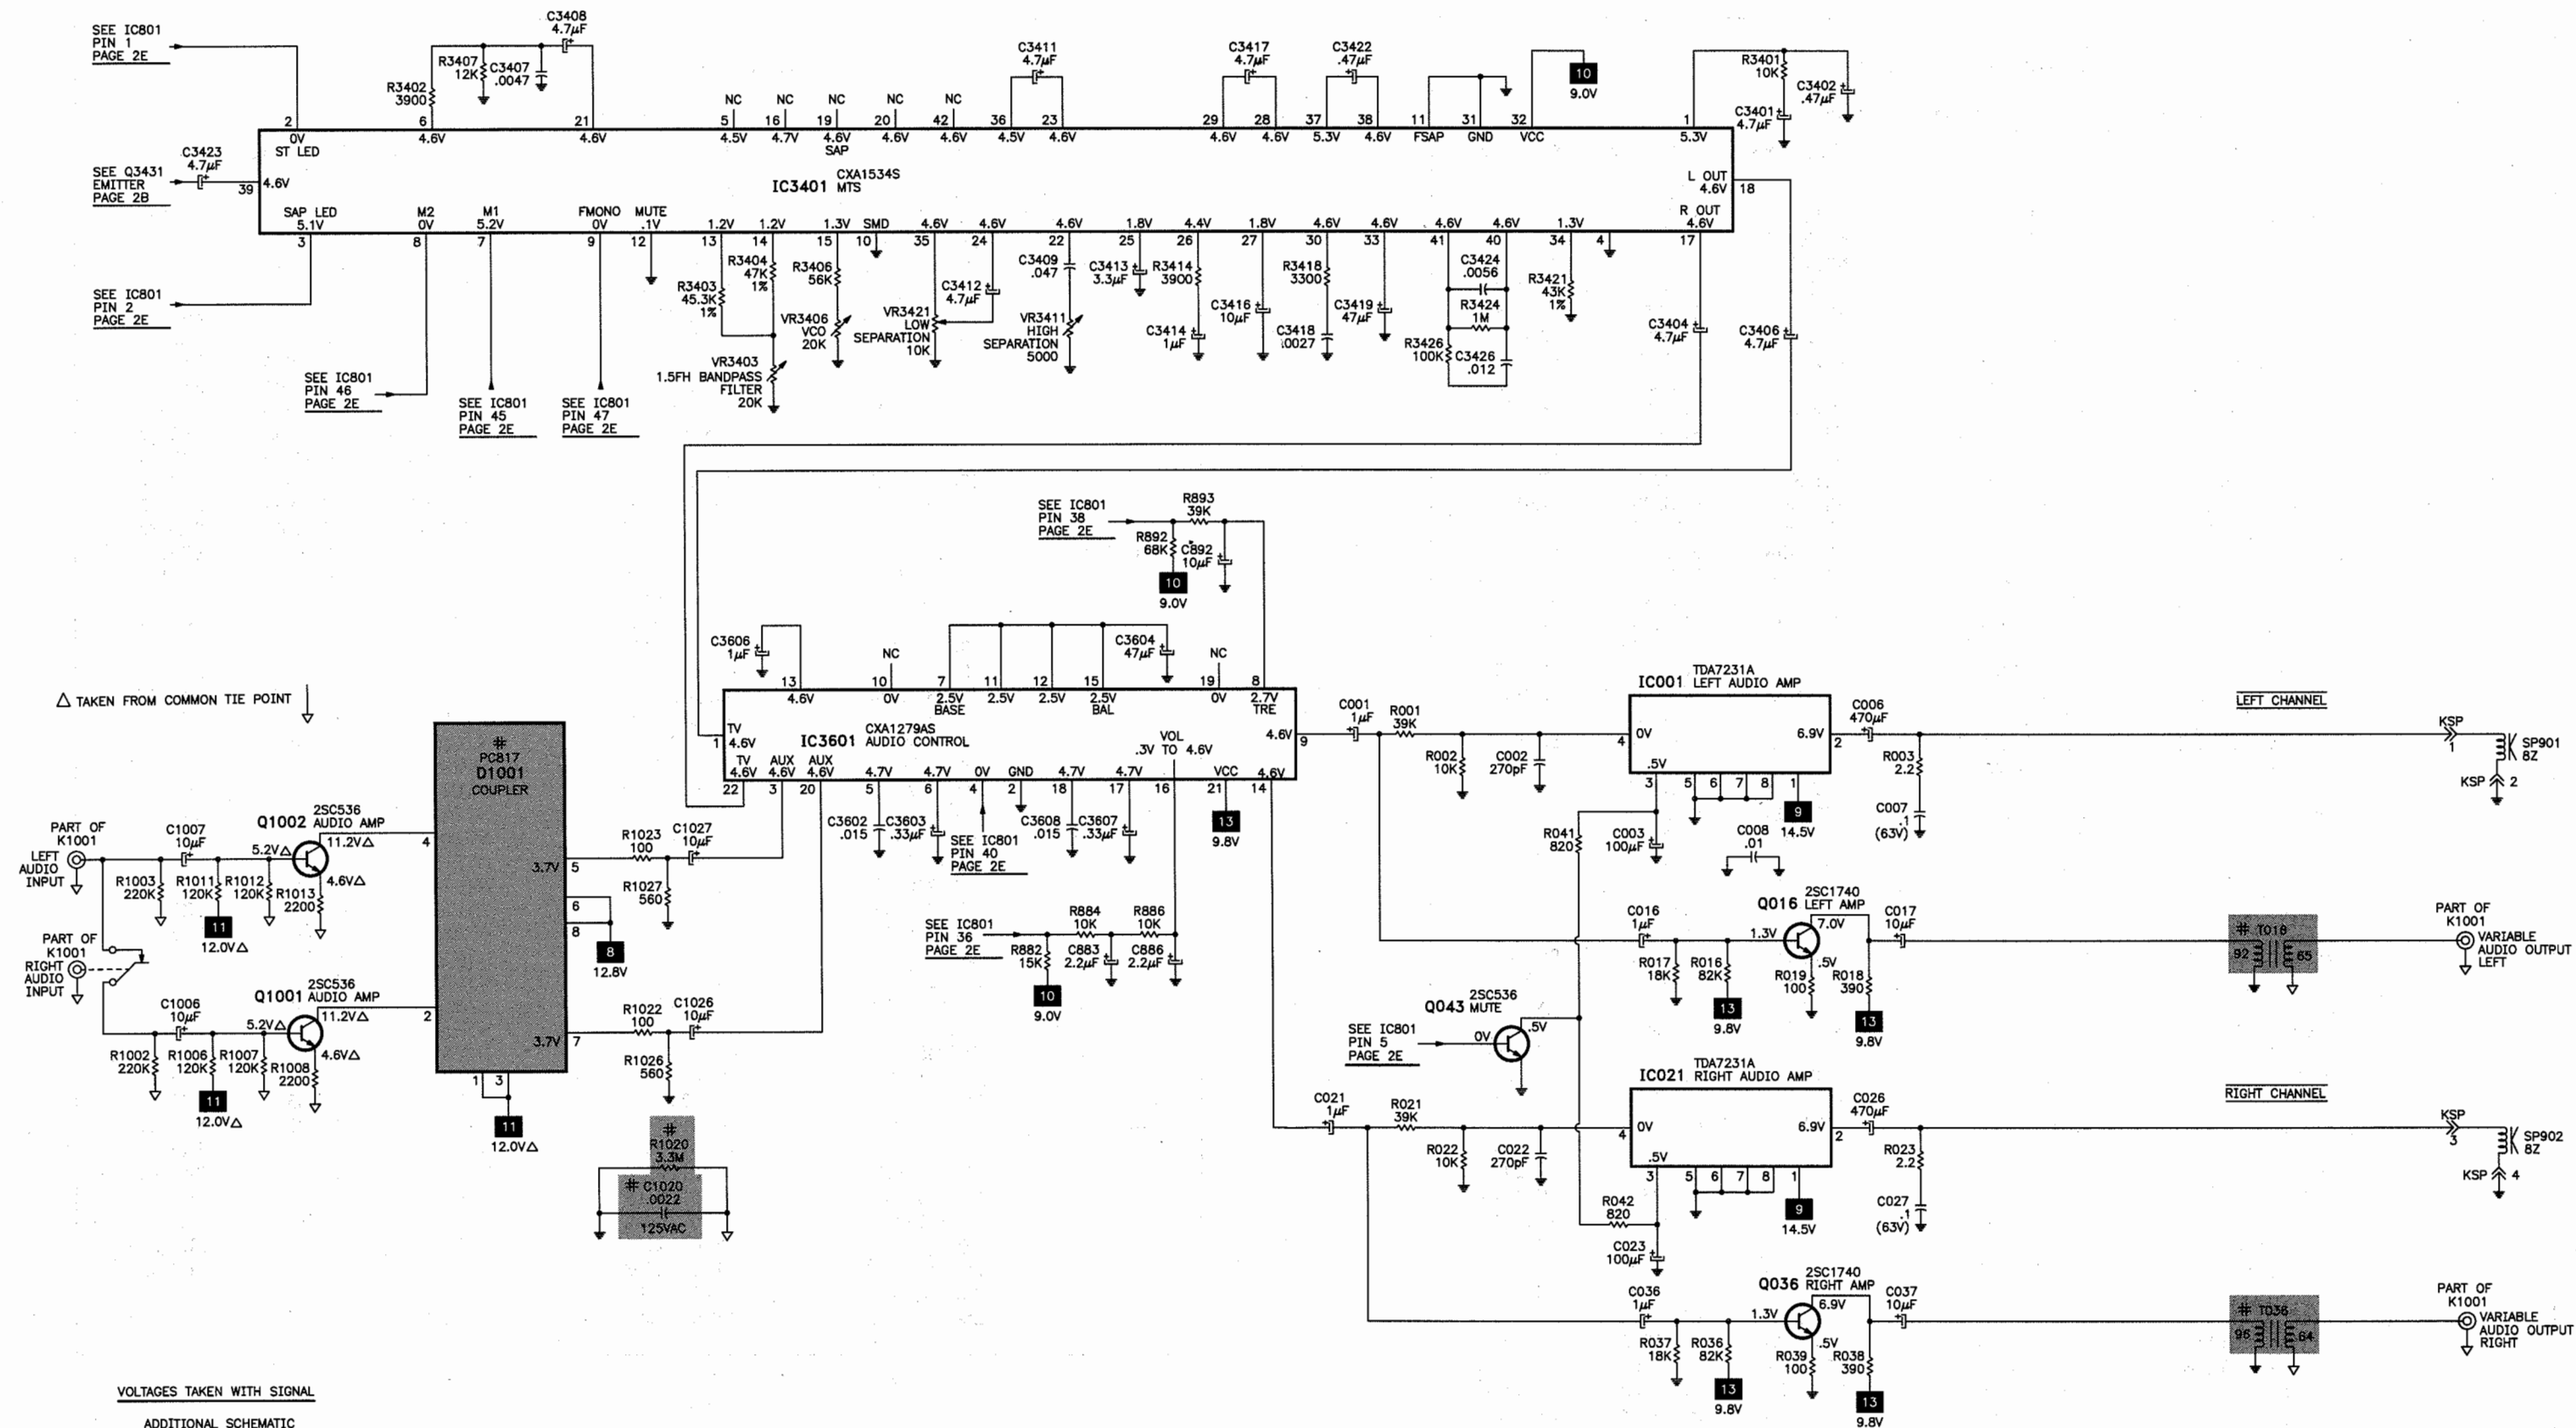 SEE IC801
PIN 1
PAGE 2E
C3408
4.7µF
R3407
12K
C3407
.0047
R3402
3900
C3411
4.7µF
C3417
4.7µF
C3422
.47µF
10
9.0V
R3401
10K
C3402
.47µF
C3401
4.7µF
NC
NC
NC
NC
NC
2
6
21
5
16
19
20
42
36
23
29
28
37
38
11
31
32
1
0V
4.6V
4.6V
4.5V
4.7V
4.6V
4.6V
4.6V
4.5V
4.6V
4.6V
4.6V
5.3V
4.6V
FSAP
GND
VCC
5.3V
ST LED
SAP
C3423
4.7µF
SEE Q3431
EMITTER
PAGE 2B
39
4.6V
IC3401
CXA1534S
MTS
L OUT
4.6V
18
SAP LED
5.1V
M2
0V
M1
5.2V
FMONO
0V
MUTE
.1V
1.2V
1.2V
1.3V
SMD
4.6V
4.6V
4.6V
1.8V
4.4V
1.8V
4.6V
4.6V
4.6V
4.6V
1.3V
R OUT
4.6V
3
8
7
9
12
13
14
15
10
35
24
22
25
26
27
30
33
41
40
34
4
17
SEE IC801
PIN 2
PAGE 2E
R3403
45.3K
1%
R3404
47K
1%
R3406
56K
VR3406
VCO
20K
VR3403
1.5FH BANDPASS
FILTER
20K
C3412
4.7µF
VR3421
LOW
SEPARATION
10K
C3409
.047
VR3411
HIGH
SEPARATION
5000
C3413
3.3µF
R3414
3900
C3414
1µF
C3416
10µF
R3418
3300
C3418
.0027
C3419
47µF
C3424
.0056
R3424
1M
R3426
100K
C3426
.012
R3421
43K
1%
C3404
4.7µF
C3406
4.7µF
SEE IC801
PIN 46
PAGE 2E
SEE IC801
PIN 45
PAGE 2E
SEE IC801
PIN 47
PAGE 2E
SEE IC801
PIN 38
PAGE 2E
R893
39K
R892
68K
C892
10µF
10
9.0V
C3606
1µF
NC
C3604
47µF
NC
13
10
7
11
12
15
19
8
4.6V
0V
2.5V
BASE
2.5V
2.5V
2.5V
BAL
0V
2.7V
TRE
△ TAKEN FROM COMMON TIE POINT
1
TV
4.6V
IC3601
CXA1279AS
AUDIO CONTROL
VOL
.3V TO 4.6V
4.6V
9
TV
4.6V
AUX
4.6V
AUX
4.6V
4.7V
4.7V
0V
GND
4.7V
4.7V
VCC
4.6V
22
3
20
5
6
4
2
18
17
16
21
14
C3602
.015
C3603
.33µF
SEE IC801
PIN 40
PAGE 2E
C3608
.015
C3607
.33µF
13
9.8V
#
PC817
D1001
COUPLER
PART OF
K1001
LEFT
AUDIO
INPUT
C1007
10µF
Q1002
2SC536
AUDIO AMP
5.2V△
11.2V△
4.6V△
4
R1003
220K
R1011
120K
R1012
120K
R1013
2200
11
12.0V△
3.7V
5
R1023
100
C1027
10µF
R1027
560
6
8
8
12.8V
PART OF
K1001
RIGHT
AUDIO
INPUT
C1006
10µF
Q1001
2SC536
AUDIO AMP
5.2V△
11.2V△
4.6V△
2
R1002
220K
R1006
120K
R1007
120K
R1008
2200
11
12.0V△
3.7V
7
R1022
100
C1026
10µF
R1026
560
1
3
11
12.0V△
#
R1020
3.3M
# C1020
.0022
125VAC
SEE IC801
PIN 36
PAGE 2E
R884
10K
R886
10K
R882
15K
C883
2.2µF
C886
2.2µF
10
9.0V
C001
1µF
R001
39K
R002
10K
C002
270pF
IC001
TDA7231A
LEFT AUDIO AMP
4
0V
6.9V
2
.5V
3
5
6
7
8
1
9
14.5V
C006
470µF
R003
2.2
C007
.1
(63V)
LEFT CHANNEL
KSP
1
SP901
8Z
KSP
2
R041
820
C003
100µF
C008
.01
C016
1µF
Q016
2SC1740
LEFT AMP
7.0V
1.3V
.5V
C017
10µF
R017
18K
R016
82K
R019
100
R018
390
13
9.8V
13
9.8V
# T018
92
65
PART OF
K1001
VARIABLE
AUDIO OUTPUT
LEFT
Q043
2SC536
MUTE
SEE IC801
PIN 5
PAGE 2E
0V
.5V
C021
1µF
R021
39K
R022
10K
C022
270pF
IC021
TDA7231A
RIGHT AUDIO AMP
4
0V
6.9V
2
.5V
3
5
6
7
8
1
9
14.5V
R042
820
C023
100µF
C026
470µF
R023
2.2
C027
.1
(63V)
RIGHT CHANNEL
KSP
3
SP902
8Z
KSP
4
C036
1µF
Q036
2SC1740
RIGHT AMP
6.9V
1.3V
.5V
C037
10µF
R037
18K
R036
82K
R039
100
R038
390
13
9.8V
13
9.8V
# T036
96
64
PART OF
K1001
VARIABLE
AUDIO OUTPUT
RIGHT
VOLTAGES TAKEN WITH SIGNAL
ADDITIONAL SCHEMATIC